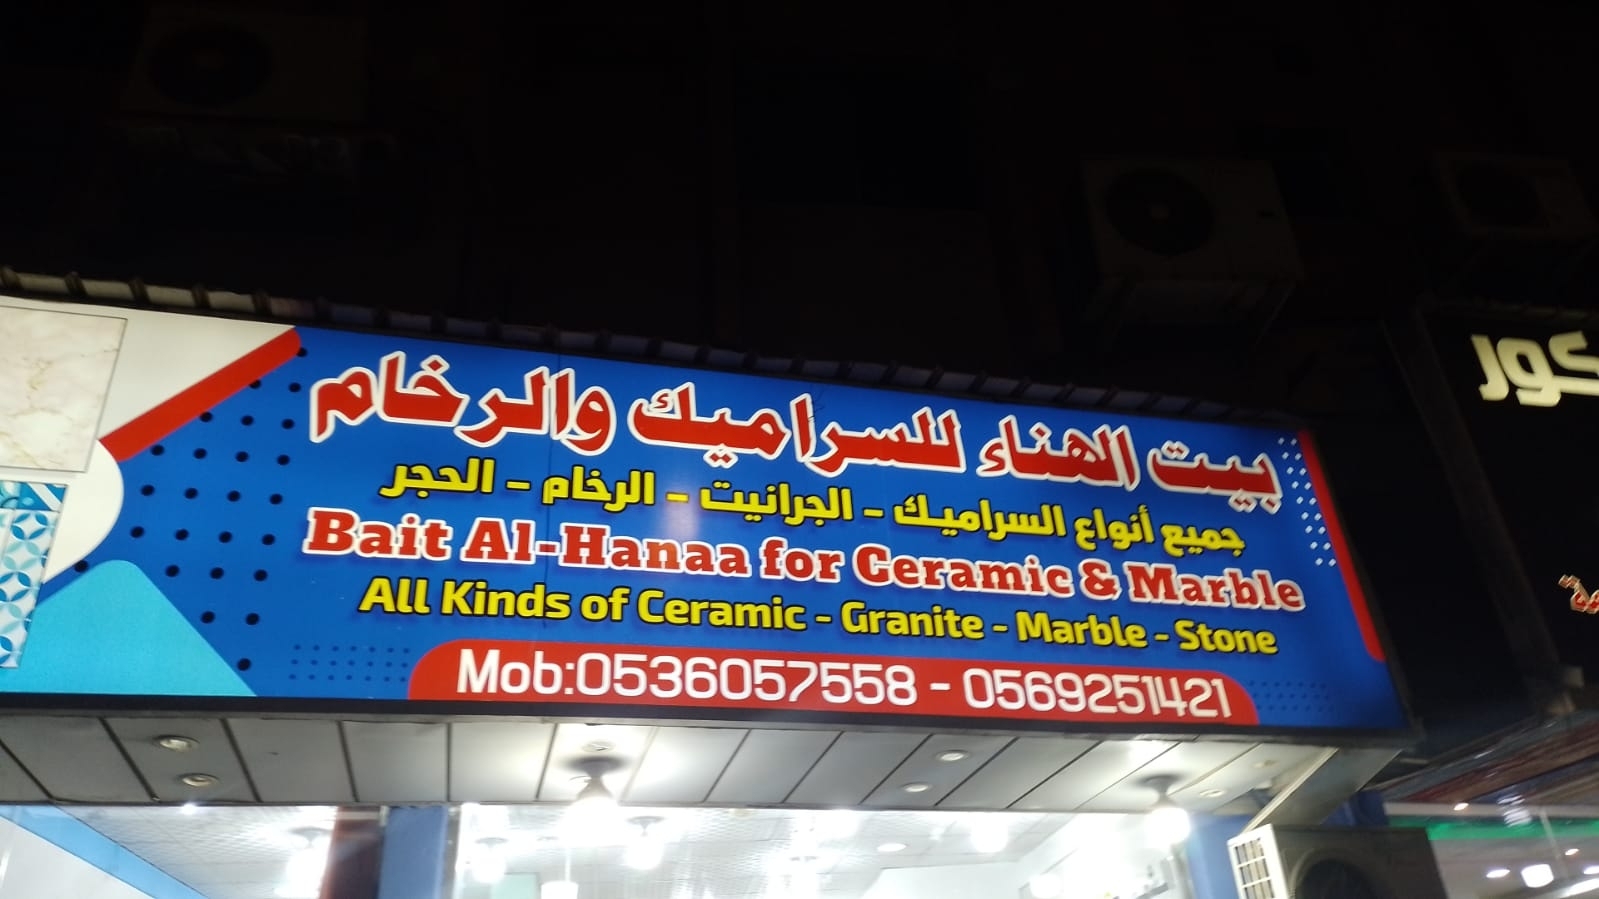 بيت الهناء للسراميك والرخام
جميع أنواع السراميك - الجرانيت - الرخام - الحجر
Bait Al-Hanaa for Ceramic & Marble
All Kinds of Ceramic - Granite - Marble - Stone
Mob:0536057558 - 0569251421